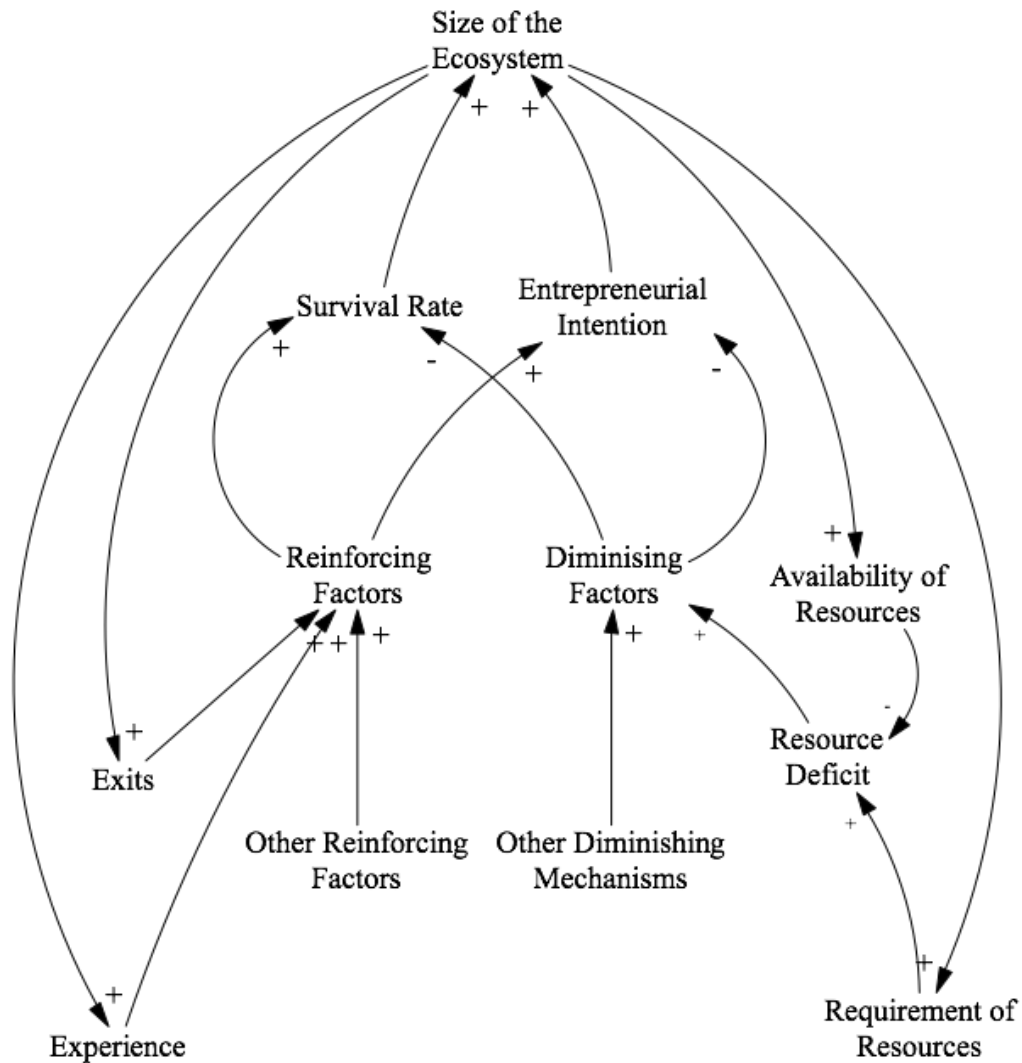 Size of the
Ecosystem
+ +
Survival Rate
Entrepreneurial
Intention
+ - + -
Reinforcing
Factors
Diminising
Factors
+
Availability of
Resources
+ + + + +
-
+
Exits
Resource
Deficit
+
Other Reinforcing
Factors
Other Diminishing
Mechanisms
+ +
Experience
Requirement of
Resources